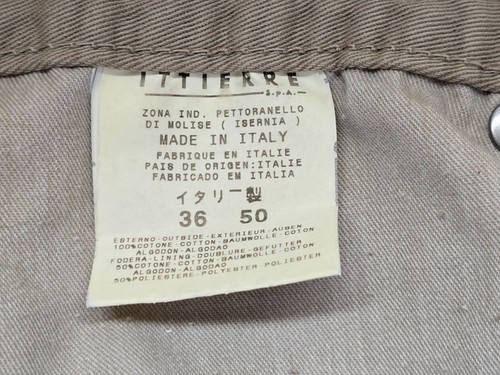 ITTIERRE
S.p.A.
ZONA IND. PETTORANELLO
DI MOLISE ( ISERNIA )
MADE IN ITALY
FABRIQUE EN ITALIE
PAIS DE ORIGEN:ITALIE
FABRICADO EM ITALIA
イタリー製
36 50
ESTERNO-OUTSIDE-EXTERIEUR-AUßEN
100%COTONE-COTTON-BAUMWOLLE-COTON
ALGODON-ALGODAO
FODERA-LINING-DOUBLURE-GEFUTTER
50%COTONE-COTTON-BAUMWOLLE-COTON
ALGODON-ALGODAO
50%POLIESTERE-POLYESTER-POLIESTER